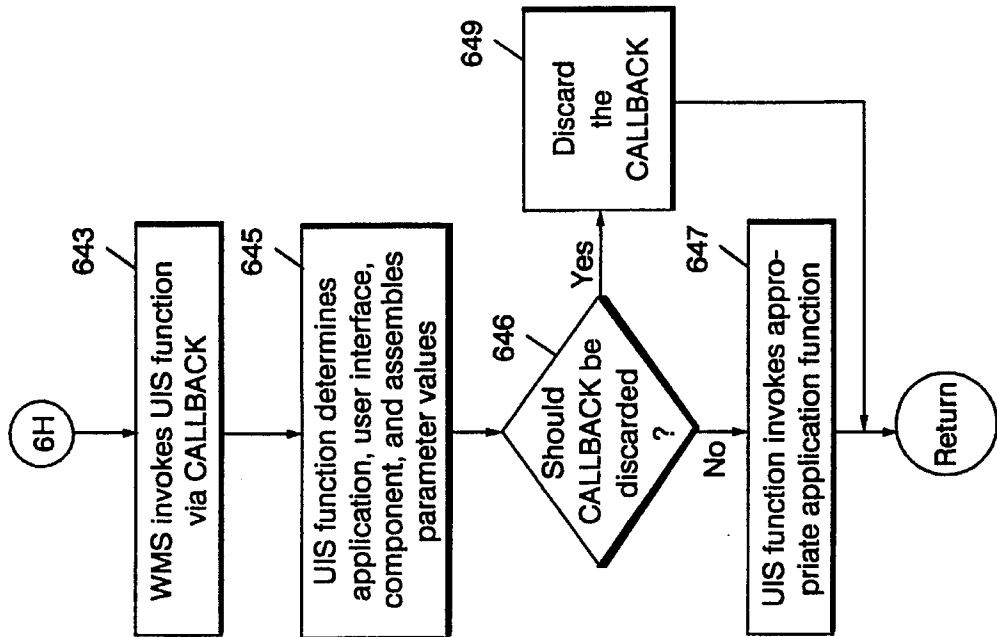 6H
643
WMS invokes UIS function
via CALLBACK
645
UIS function determines
application, user interface,
component, and assembles
parameter values
646
Should
CALLBACK be
discarded
?
Yes
649
Discard
the
CALLBACK
No
647
UIS function invokes appro-
priate application function
Return